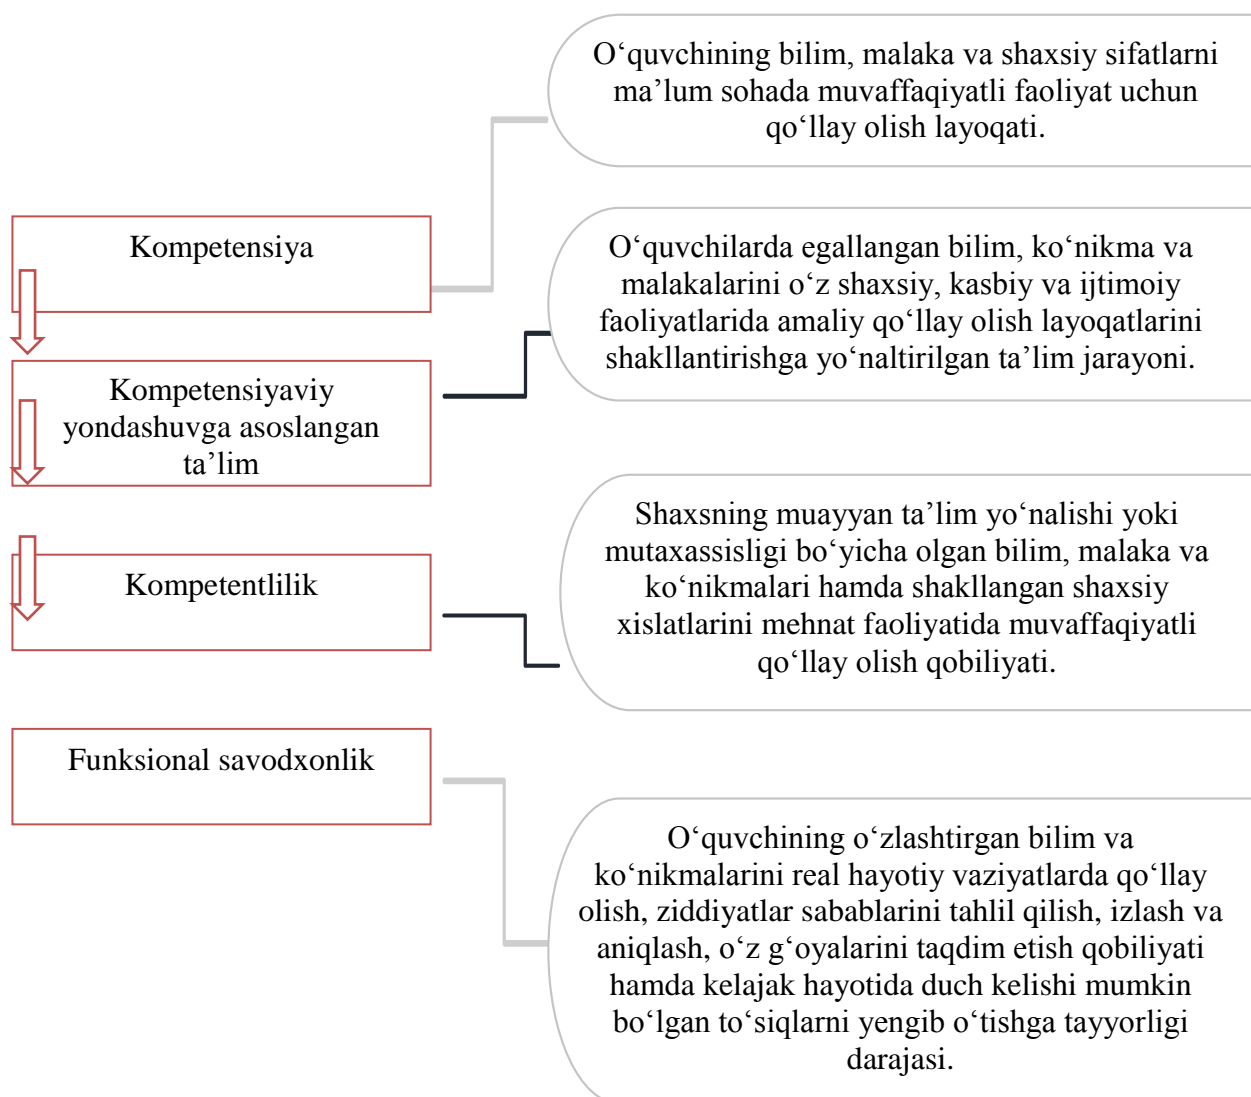 O‘quvchining bilim, malaka va shaxsiy sifatlarni
ma’lum sohada muvaffaqiyatli faoliyat uchun
qo‘llay olish layoqati.
Kompetensiya
O‘quvchilarda egallangan bilim, ko‘nikma va
malakalarini o‘z shaxsiy, kasbiy va ijtimoiy
faoliyatlarida amaliy qo‘llay olish layoqatlarini
shakllantirishga yo‘naltirilgan ta’lim jarayoni.
Kompetensiyaviy
yondashuvga asoslangan
ta’lim
Shaxsning muayyan ta’lim yo‘nalishi yoki
mutaxassisligi bo‘yicha olgan bilim, malaka va
ko‘nikmalari hamda shakllangan shaxsiy
xislatlarini mehnat faoliyatida muvaffaqiyatli
qo‘llay olish qobiliyati.
Kompetentlilik
Funksional savodxonlik
O‘quvchining o‘zlashtirgan bilim va
ko‘nikmalarini real hayotiy vaziyatlarda qo‘llay
olish, ziddiyatlar sabablarini tahlil qilish, izlash va
aniqlash, o‘z g‘oyalarini taqdim etish qobiliyati
hamda kelajak hayotida duch kelishi mumkin
bo‘lgan to‘siqlarni yengib o‘tishga tayyorligi
darajasi.